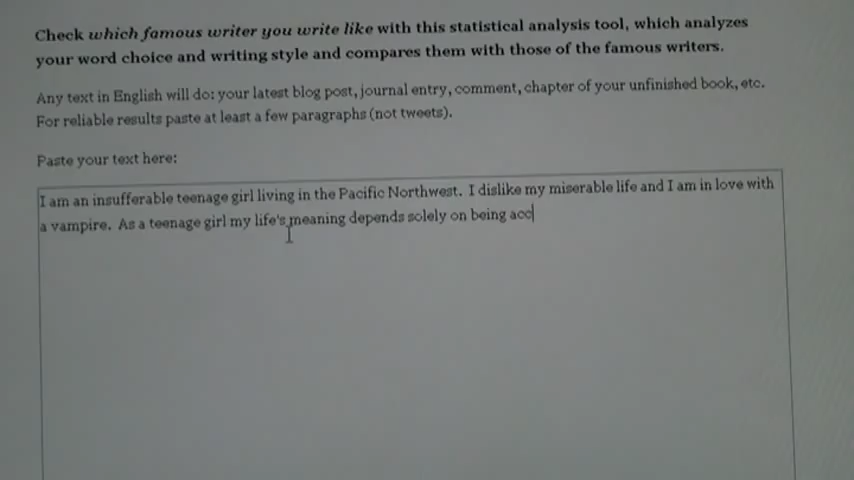 Check which famous writer you write like with this statistical analysis tool, which analyzes
your word choice and writing style and compares them with those of the famous writers.
Any text in English will do: your latest blog post, journal entry, comment, chapter of your unfinished book, etc.
For reliable results paste at least a few paragraphs (not tweets).
Paste your text here:
I am an insufferable teenage girl living in the Pacific Northwest. I dislike my miserable life and I am in love with
a vampire. As a teenage girl my life's meaning depends solely on being acc